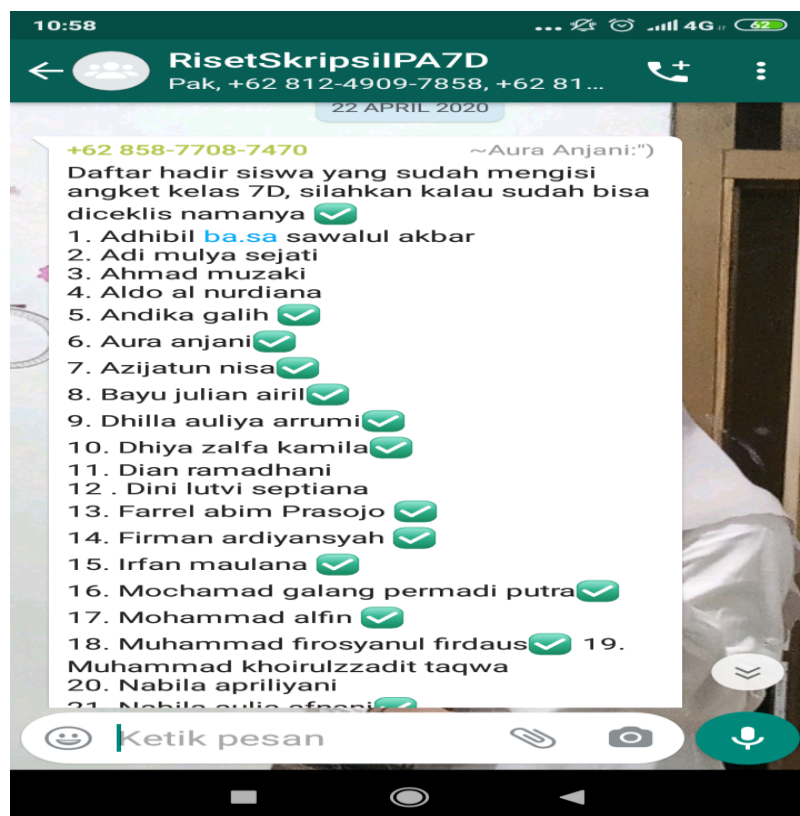 10:58
4G 62
RisetSkripsiIPA7D
Pak, +62 812-4909-7858, +62 81...
22 APRIL 2020
+62 858-7708-7470 ~Aura Anjani:")
Daftar hadir siswa yang sudah mengisi
angket kelas 7D, silahkan kalau sudah bisa
diceklis namanya ✅
1. Adhibil ba.sa sawalul akbar
2. Adi mulya sejati
3. Ahmad muzaki
4. Aldo al nurdiana
5. Andika galih ✅
6. Aura anjani✅
7. Azijatun nisa✅
8. Bayu julian airil✅
9. Dhilla auliya arrumi✅
10. Dhiya zalfa kamila✅
11. Dian ramadhani
12 . Dini lutvi septiana
13. Farrel abim Prasojo ✅
14. Firman ardiyansyah ✅
15. Irfan maulana ✅
16. Mochamad galang permadi putra✅
17. Mohammad alfin ✅
18. Muhammad firosyanul firdaus✅ 19.
Muhammad khoirulzzadit taqwa
20. Nabila apriliyani
21. Nabila aulia afnani✅
Ketik pesan